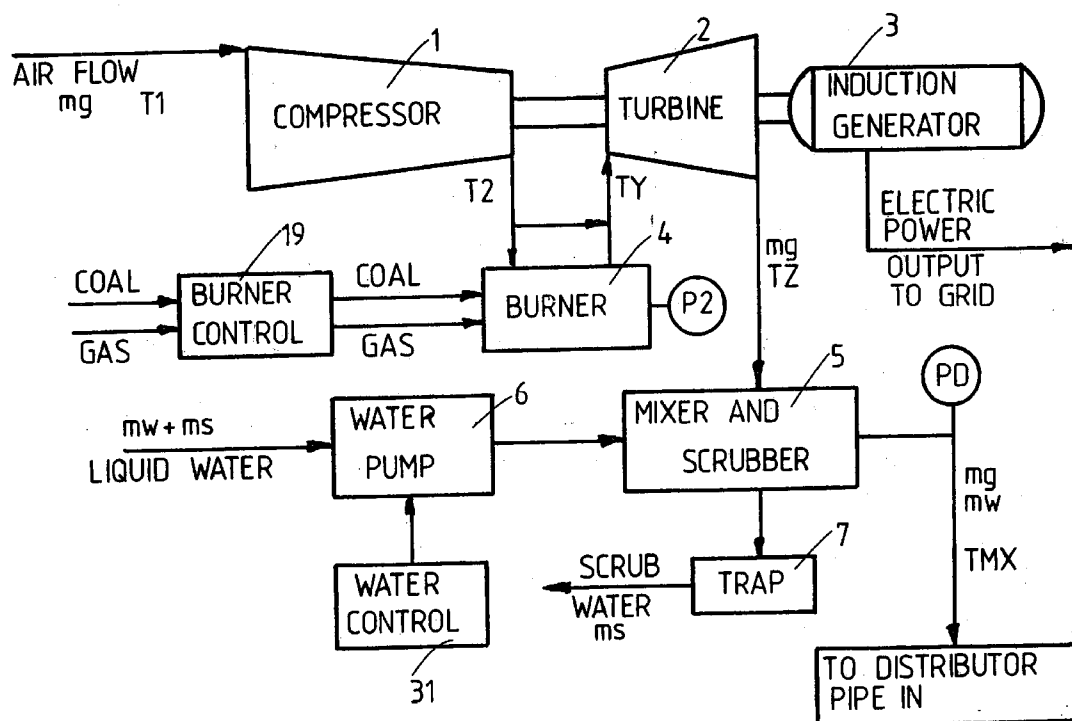 1
2
3
AIR FLOW
mg T1
COMPRESSOR
TURBINE
INDUCTION
GENERATOR
T2
TY
ELECTRIC
POWER
OUTPUT
TO GRID
mg
TZ
19
4
COAL
GAS
BURNER
CONTROL
COAL
GAS
BURNER
P2
mw+ms
LIQUID WATER
WATER
PUMP
6
MIXER AND
SCRUBBER
5
PD
mg
mw
TMX
WATER
CONTROL
31
SCRUB
WATER
ms
TRAP
7
TO DISTRIBUTOR
PIPE IN